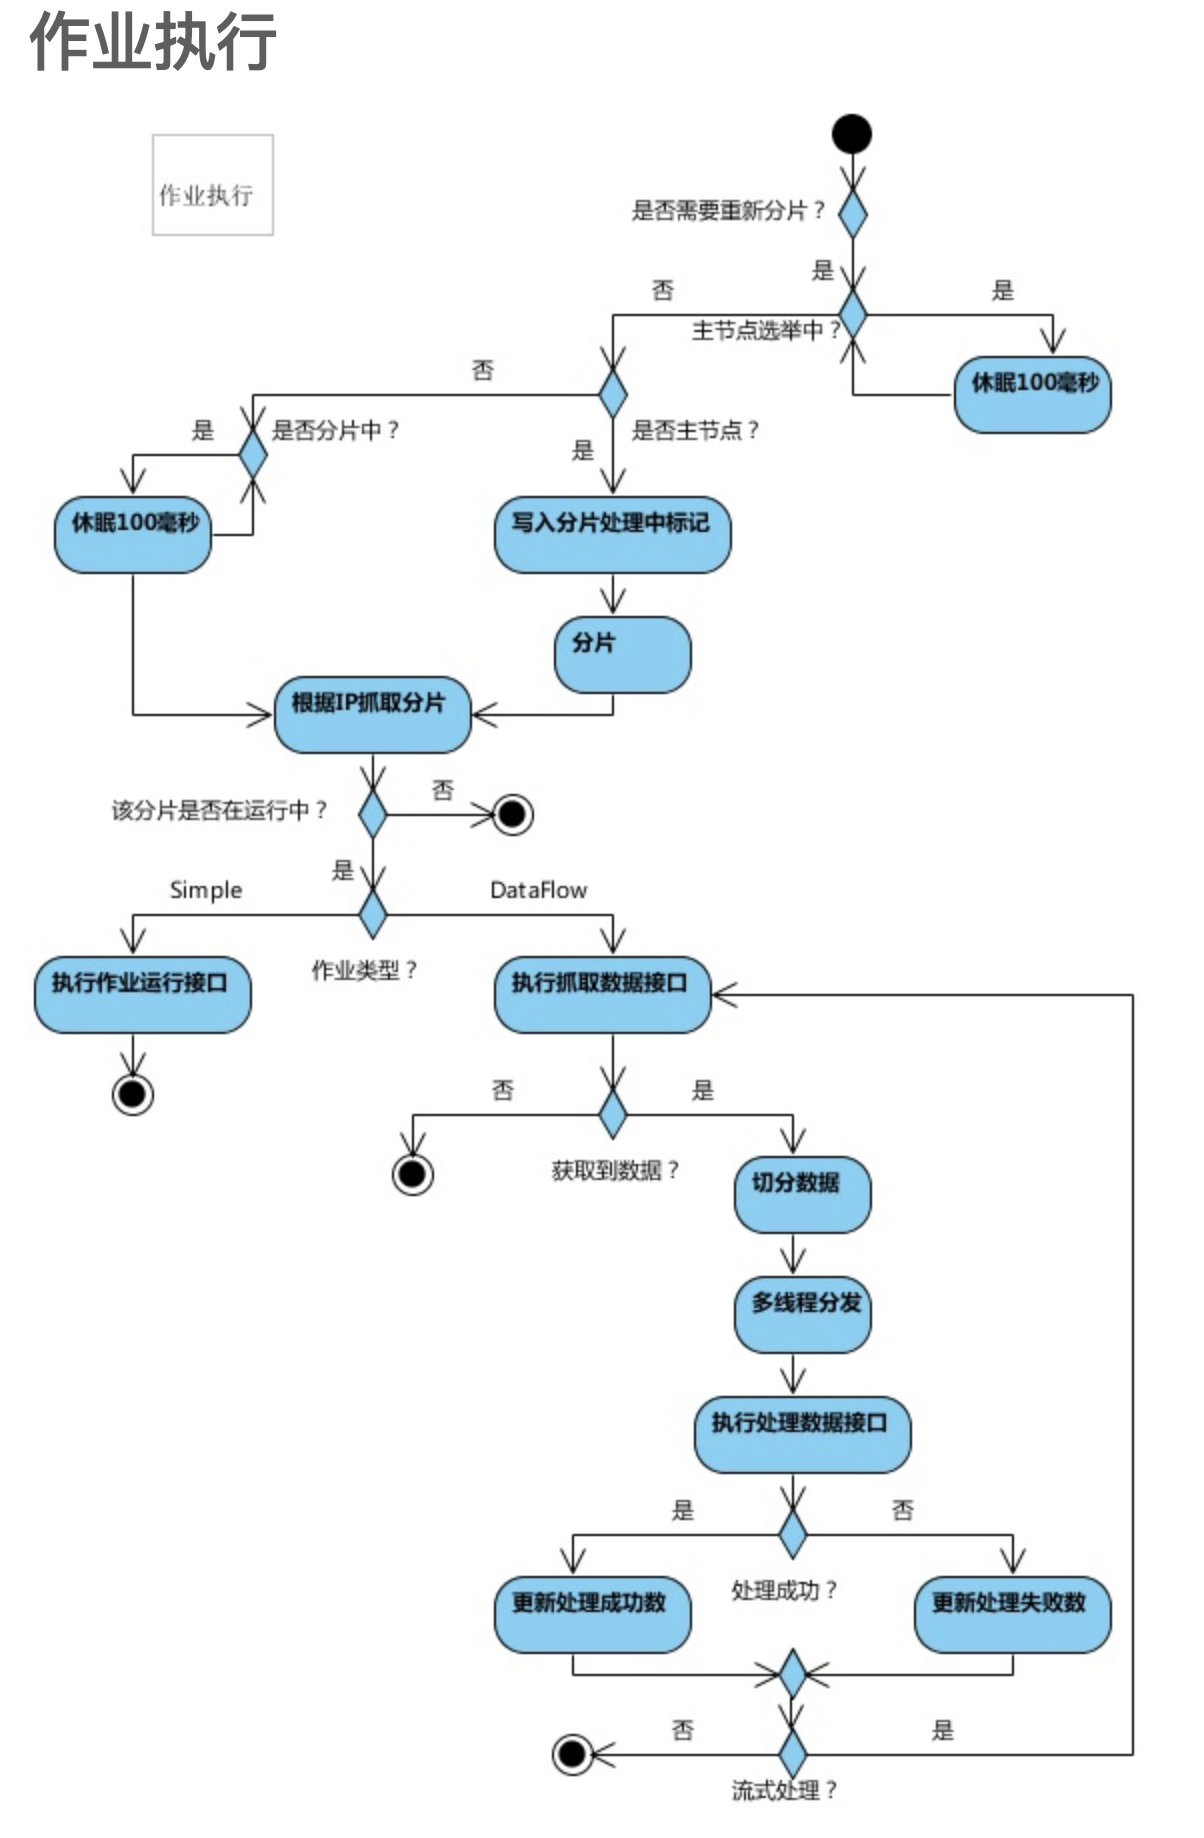 作业执行
作业执行
是否需要重新分片？
是
否
是
主节点选举中？
休眠100毫秒
否
是
是否分片中？
是否主节点？
是
休眠100毫秒
写入分片处理中标记
分片
根据IP抓取分片
该分片是否在运行中？
否
是
Simple
DataFlow
作业类型？
执行作业运行接口
执行抓取数据接口
否
是
获取到数据？
切分数据
多线程分发
执行处理数据接口
是
否
处理成功？
更新处理成功数
更新处理失败数
否
是
流式处理？